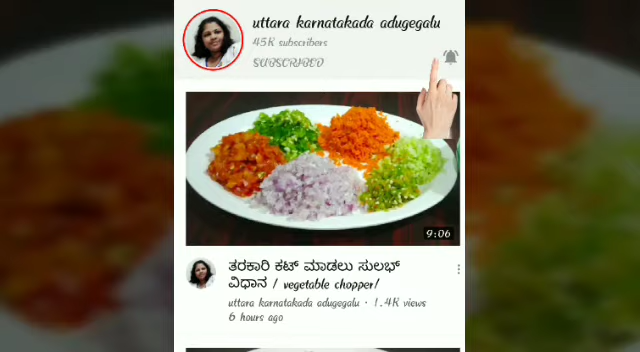 uttara karnatakada adugegalu
45K subscribers
SUBSCRIBED
9:06
ತರಕಾರಿ ಕಟ್ ಮಾಡಲು ಸುಲಭ್
ವಿಧಾನ / vegetable chopper/
uttara karnatakada adugegalu · 1.4K views
6 hours ago